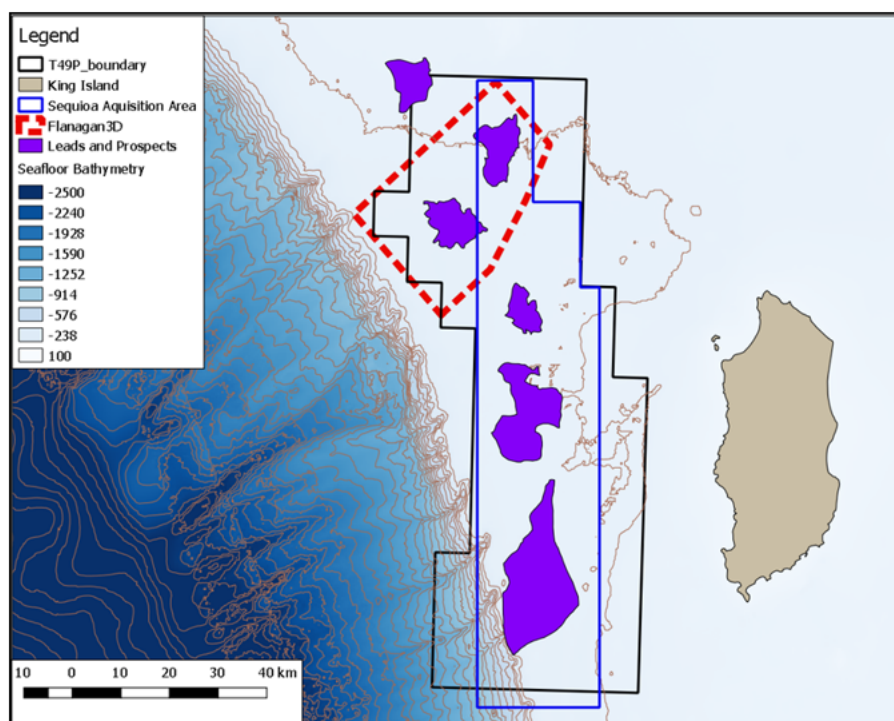 Legend
T49P_boundary
King Island
Sequioa Aquisition Area
Flanagan3D
Leads and Prospects
Seafloor Bathymetry
-2500
-2240
-1928
-1590
-1252
-914
-576
-238
100
10 0 10 20 30 40 km